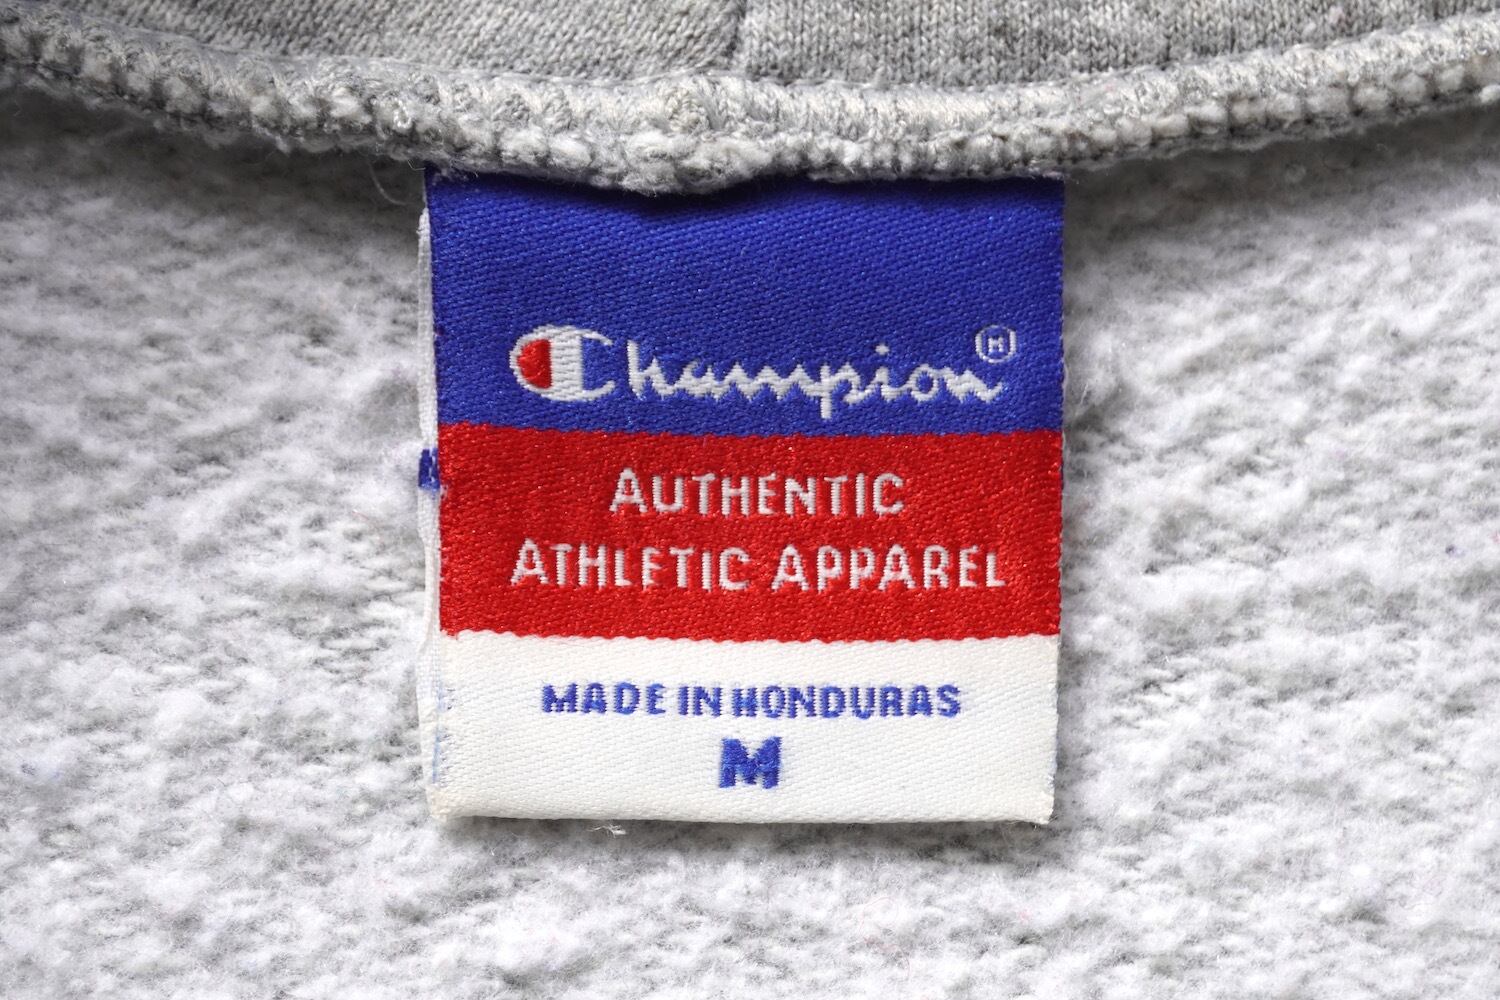 Champion®
AUTHENTIC
ATHLETIC APPAREL
MADE IN HONDURAS
M